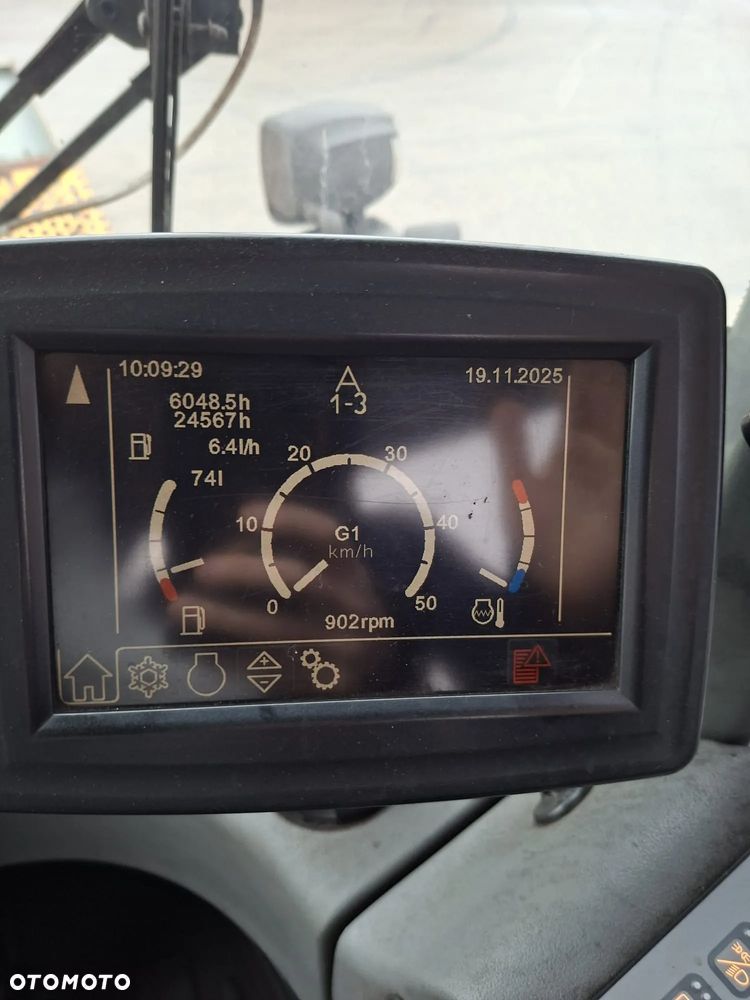 10:09:29
A
19.11.2025
6048.5h
1-3
24567h
6.4l/h
74l
20
30
10
40
G1
km/h
0
50
902rpm
OTOMOTO